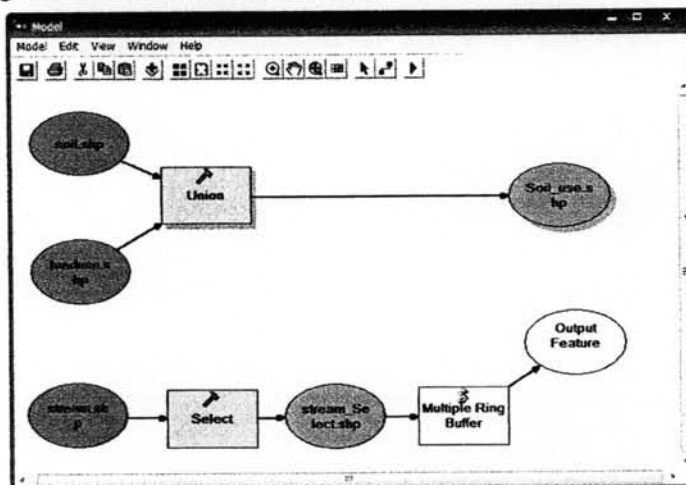 Model
Model Edit View Window Help
soil.shp
Union
Soil_use.s
hp
landuse.s
hp
Output
Feature
stream.sh
p
Select
stream_Se
lect.shp
Multiple Ring
Buffer